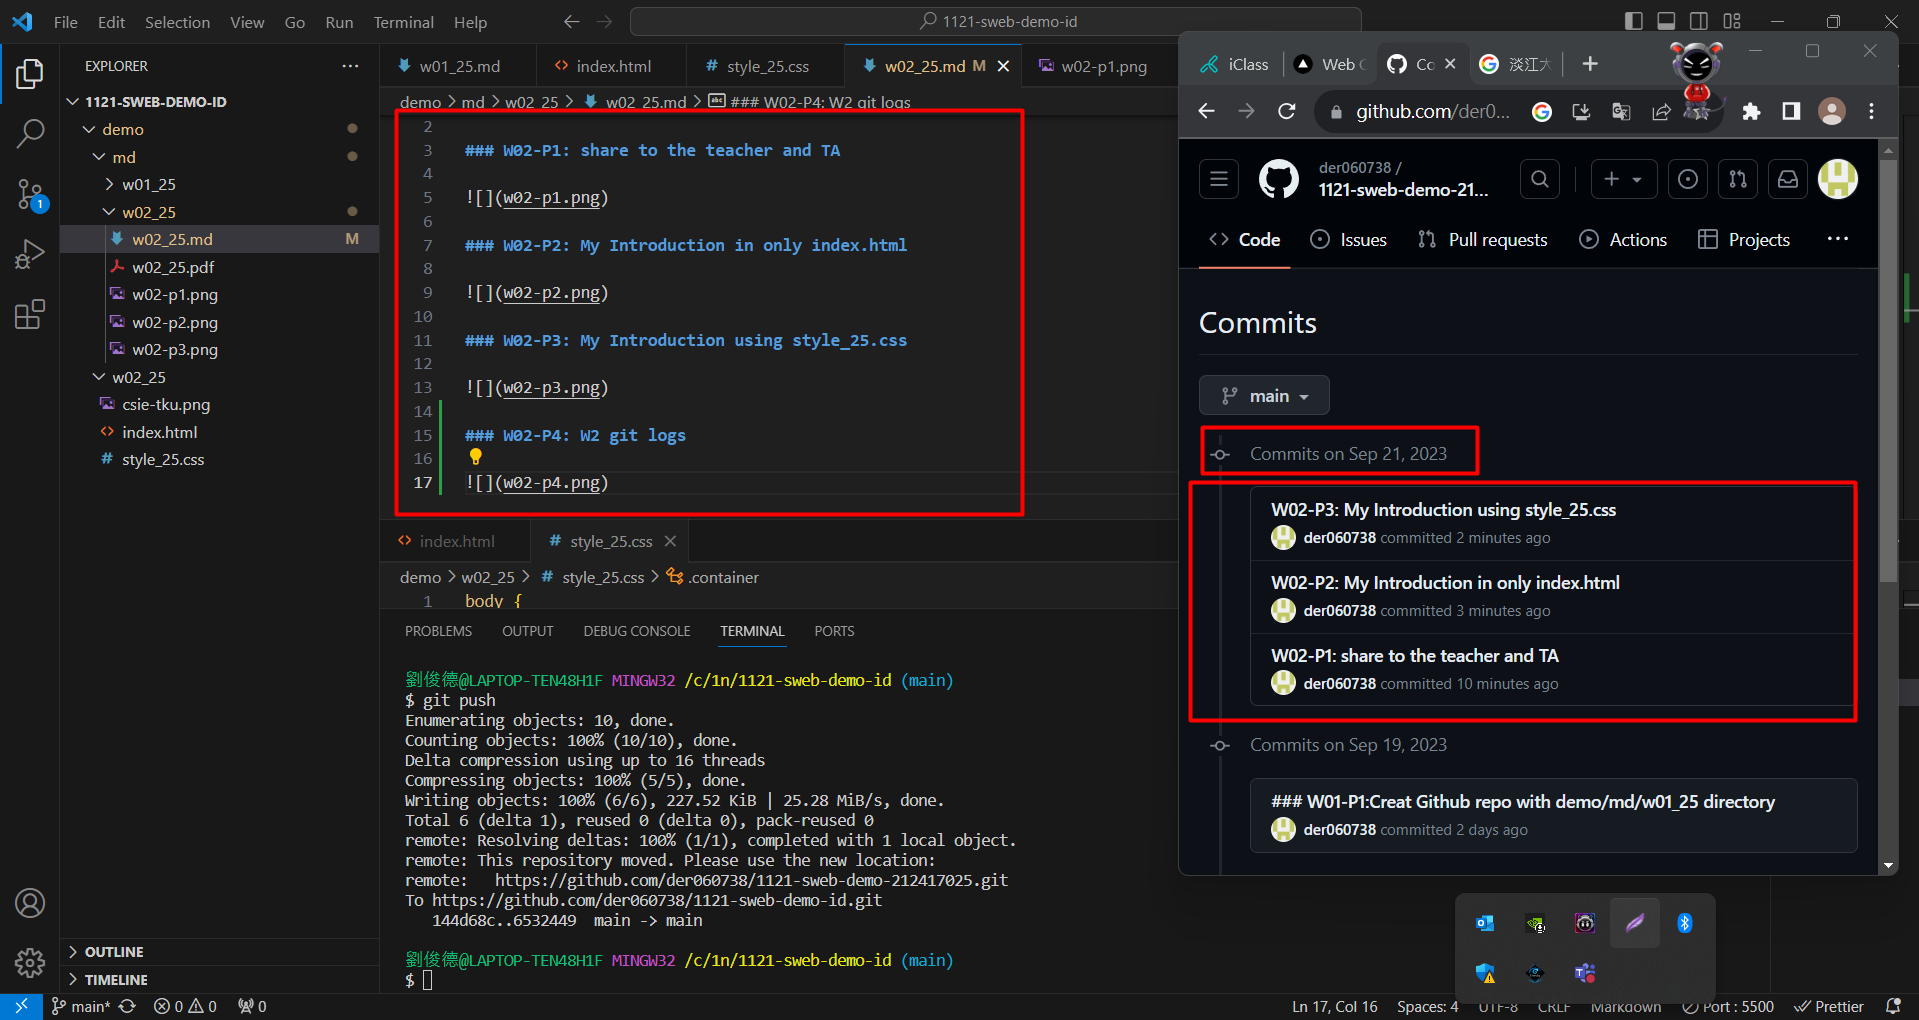 File Edit Selection View Go Run Terminal Help
1121-sweb-demo-id
EXPLORER
1121-SWEB-DEMO-ID
demo
md
w01_25
w02_25
w02_25.md M
w02_25.pdf
w02-p1.png
w02-p2.png
w02-p3.png
w02_25
csie-tku.png
index.html
style_25.css
OUTLINE
TIMELINE
w01_25.md
index.html
style_25.css
w02_25.md M
w02-p1.png
demo > md > w02_25 > w02_25.md > ### W02-P4: W2 git logs
2
3 ### W02-P1: share to the teacher and TA
4
5 ![](w02-p1.png)
6
7 ### W02-P2: My Introduction in only index.html
8
9 ![](w02-p2.png)
10
11 ### W02-P3: My Introduction using style_25.css
12
13 ![](w02-p3.png)
14
15 ### W02-P4: W2 git logs
16
17 ![](w02-p4.png)
index.html
style_25.css
demo > w02_25 > # style_25.css > .container
1 body {
PROBLEMS OUTPUT DEBUG CONSOLE TERMINAL PORTS
劉俊德@LAPTOP-TEN48H1F MINGW32 /c/1n/1121-sweb-demo-id (main)
$ git push
Enumerating objects: 10, done.
Counting objects: 100% (10/10), done.
Delta compression using up to 16 threads
Compressing objects: 100% (5/5), done.
Writing objects: 100% (6/6), 227.52 KiB | 25.28 MiB/s, done.
Total 6 (delta 1), reused 0 (delta 0), pack-reused 0
remote: Resolving deltas: 100% (1/1), completed with 1 local object.
remote: This repository moved. Please use the new location:
remote:   https://github.com/der060738/1121-sweb-demo-212417025.git
To https://github.com/der060738/1121-sweb-demo-id.git
   144d68c..6532449  main -> main
劉俊德@LAPTOP-TEN48H1F MINGW32 /c/1n/1121-sweb-demo-id (main)
$
iClass
Web
Co
淡江大
github.com/der0...
der060738 /
1121-sweb-demo-21...
Code Issues Pull requests Actions Projects
Commits
main
Commits on Sep 21, 2023
W02-P3: My Introduction using style_25.css
der060738 committed 2 minutes ago
W02-P2: My Introduction in only index.html
der060738 committed 3 minutes ago
W02-P1: share to the teacher and TA
der060738 committed 10 minutes ago
Commits on Sep 19, 2023
### W01-P1:Creat Github repo with demo/md/w01_25 directory
der060738 committed 2 days ago
1
main* 0 0 0
Ln 17, Col 16 Spaces: 4 UTF-8 CRLF Markdown Port : 5500 Prettier